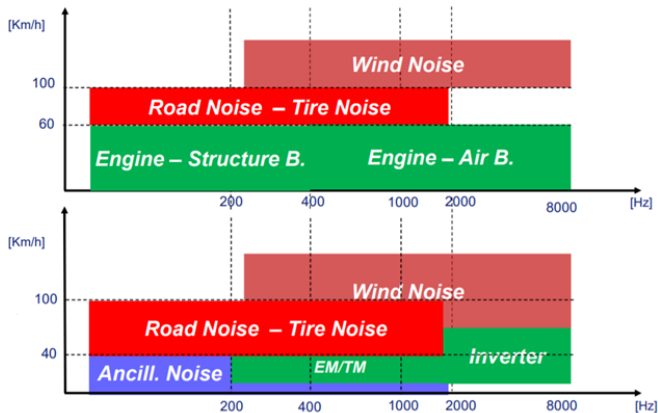 [Km/h]
Wind Noise
100
Road Noise – Tire Noise
60
Engine – Structure B.
Engine – Air B.
200
400
1000
2000
8000
[Hz]
[Km/h]
Wind Noise
100
Road Noise – Tire Noise
40
Inverter
Ancill. Noise
EM/TM
200
400
1000
2000
8000
[Hz]